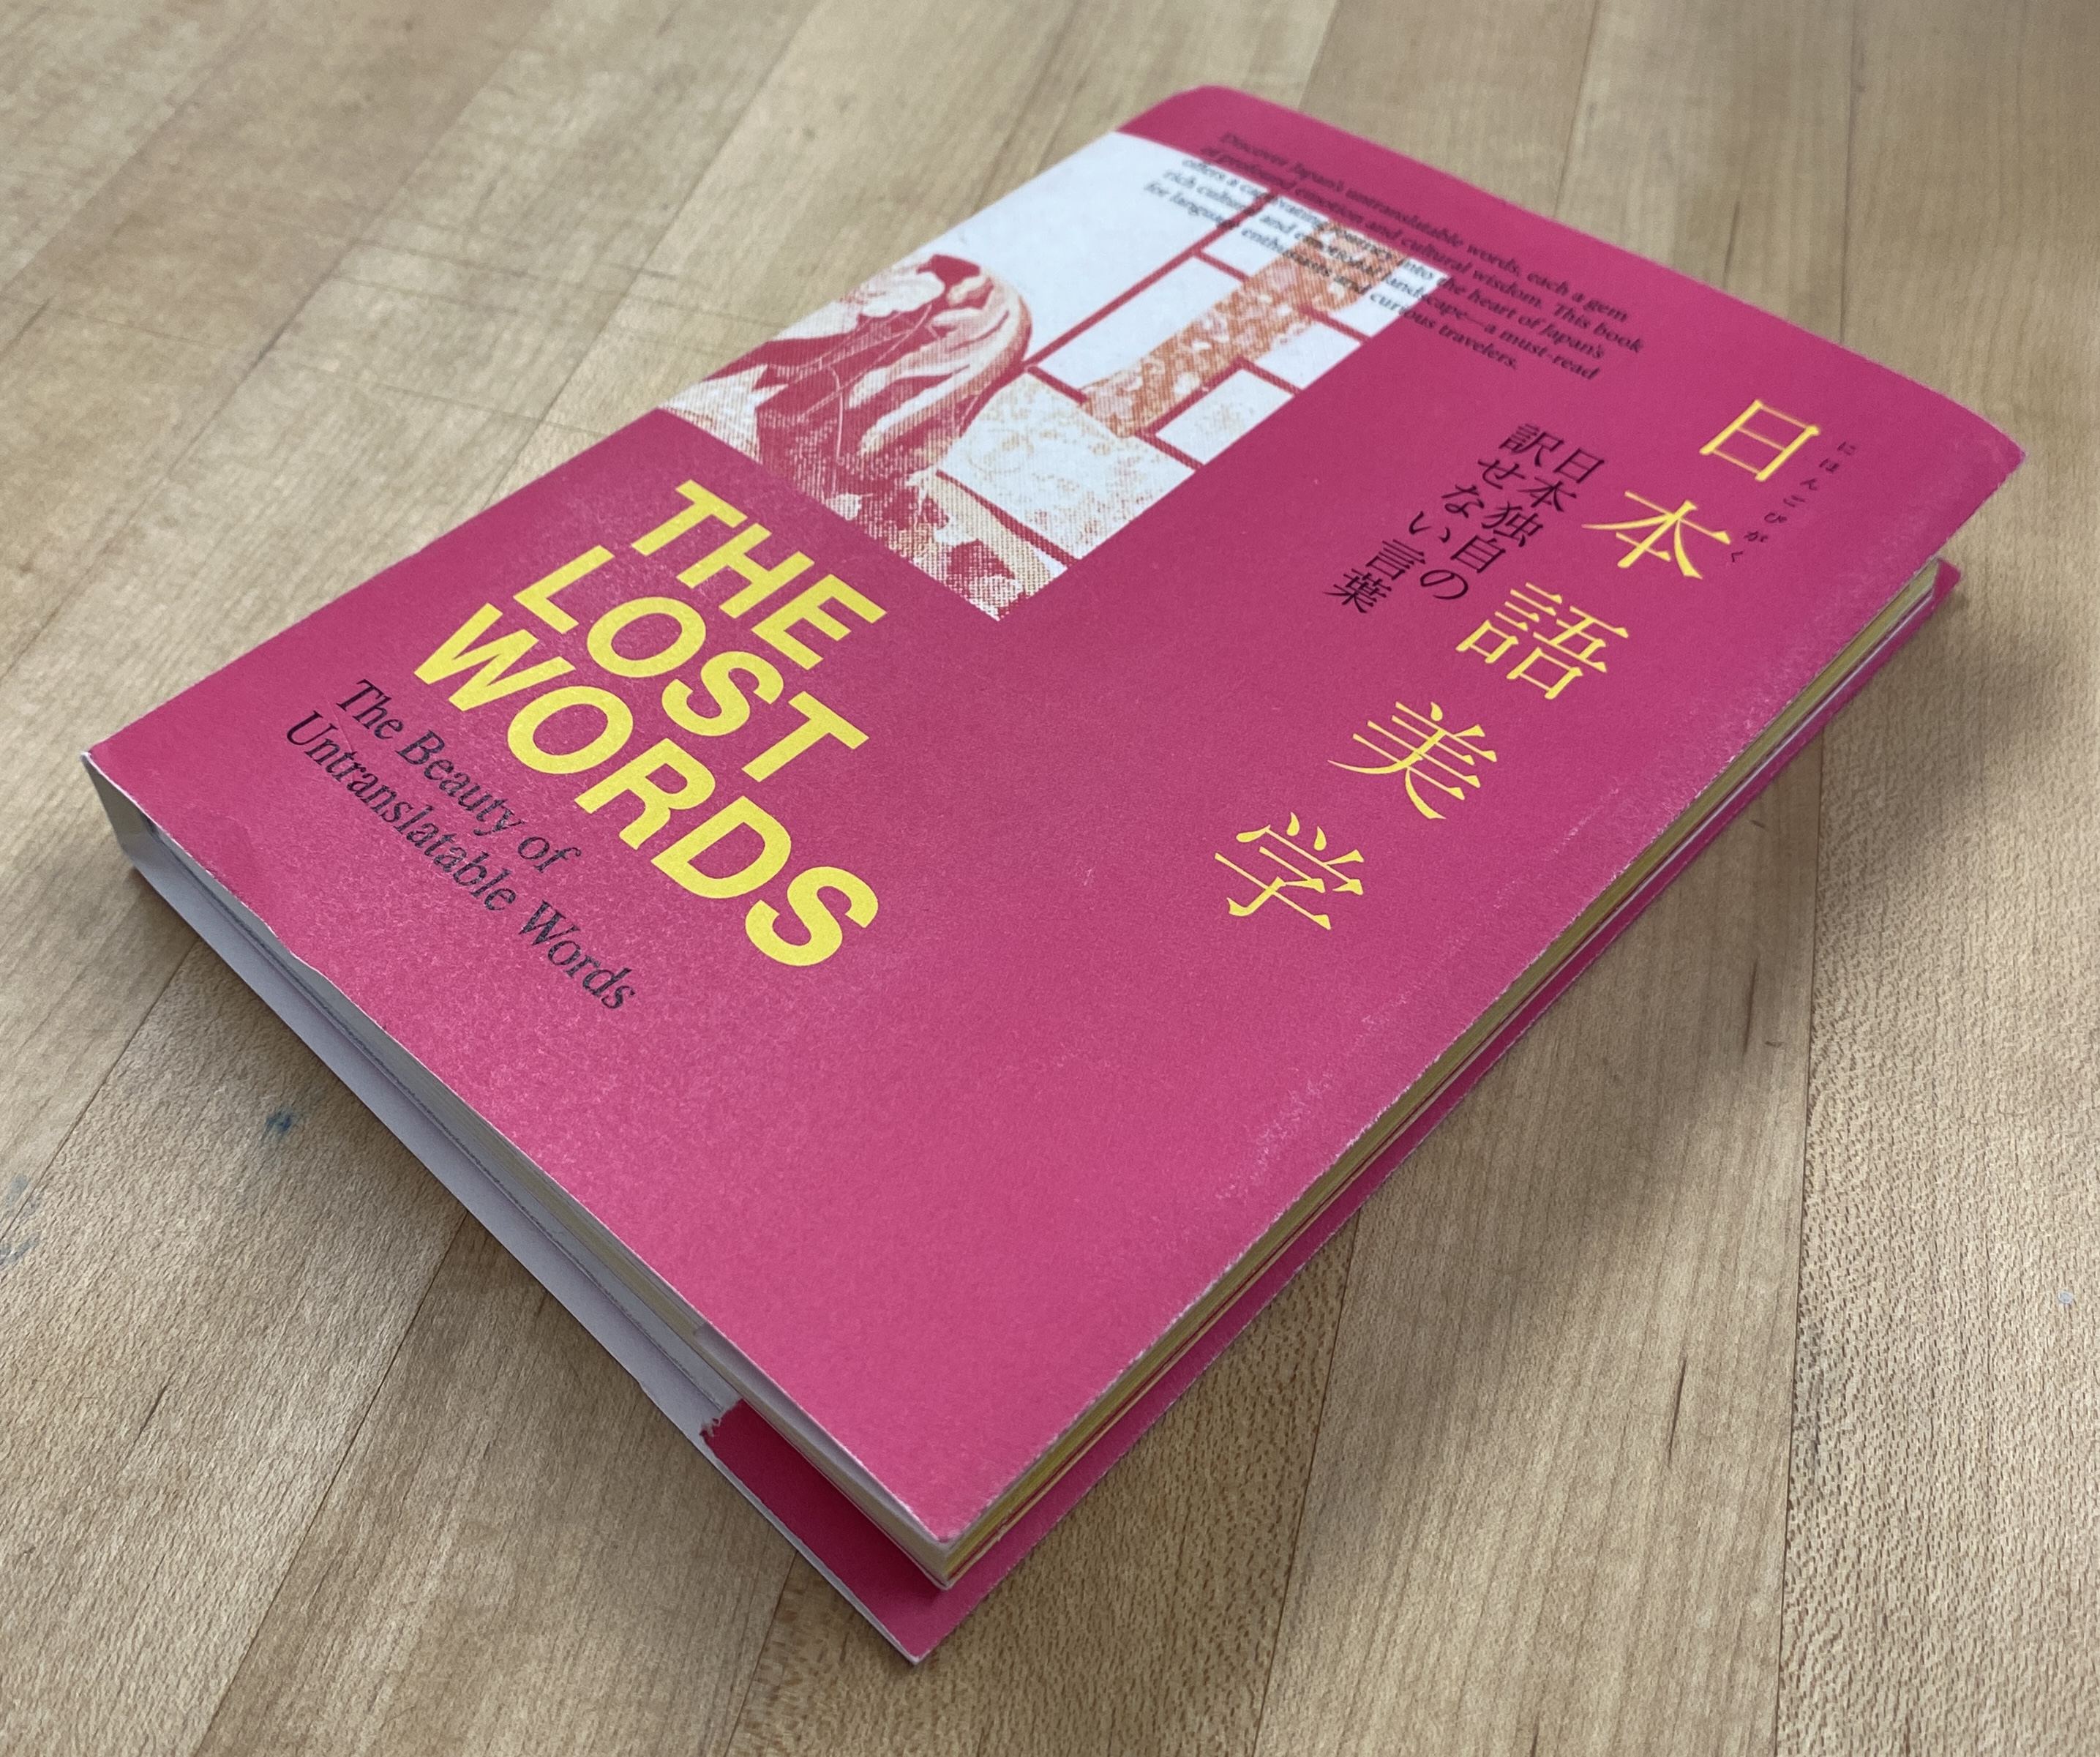 Discover Japan's untranslatable words, each a gem
of profound emotion and cultural wisdom. This book
offers a captivating journey into the heart of Japan's
rich cultural and emotional landscape—a must-read
for language enthusiasts and curious travelers.
日本語美学
にほんごびがく
日本独自の
訳せない言葉
THE
LOST
WORDS
The Beauty of
Untranslatable Words